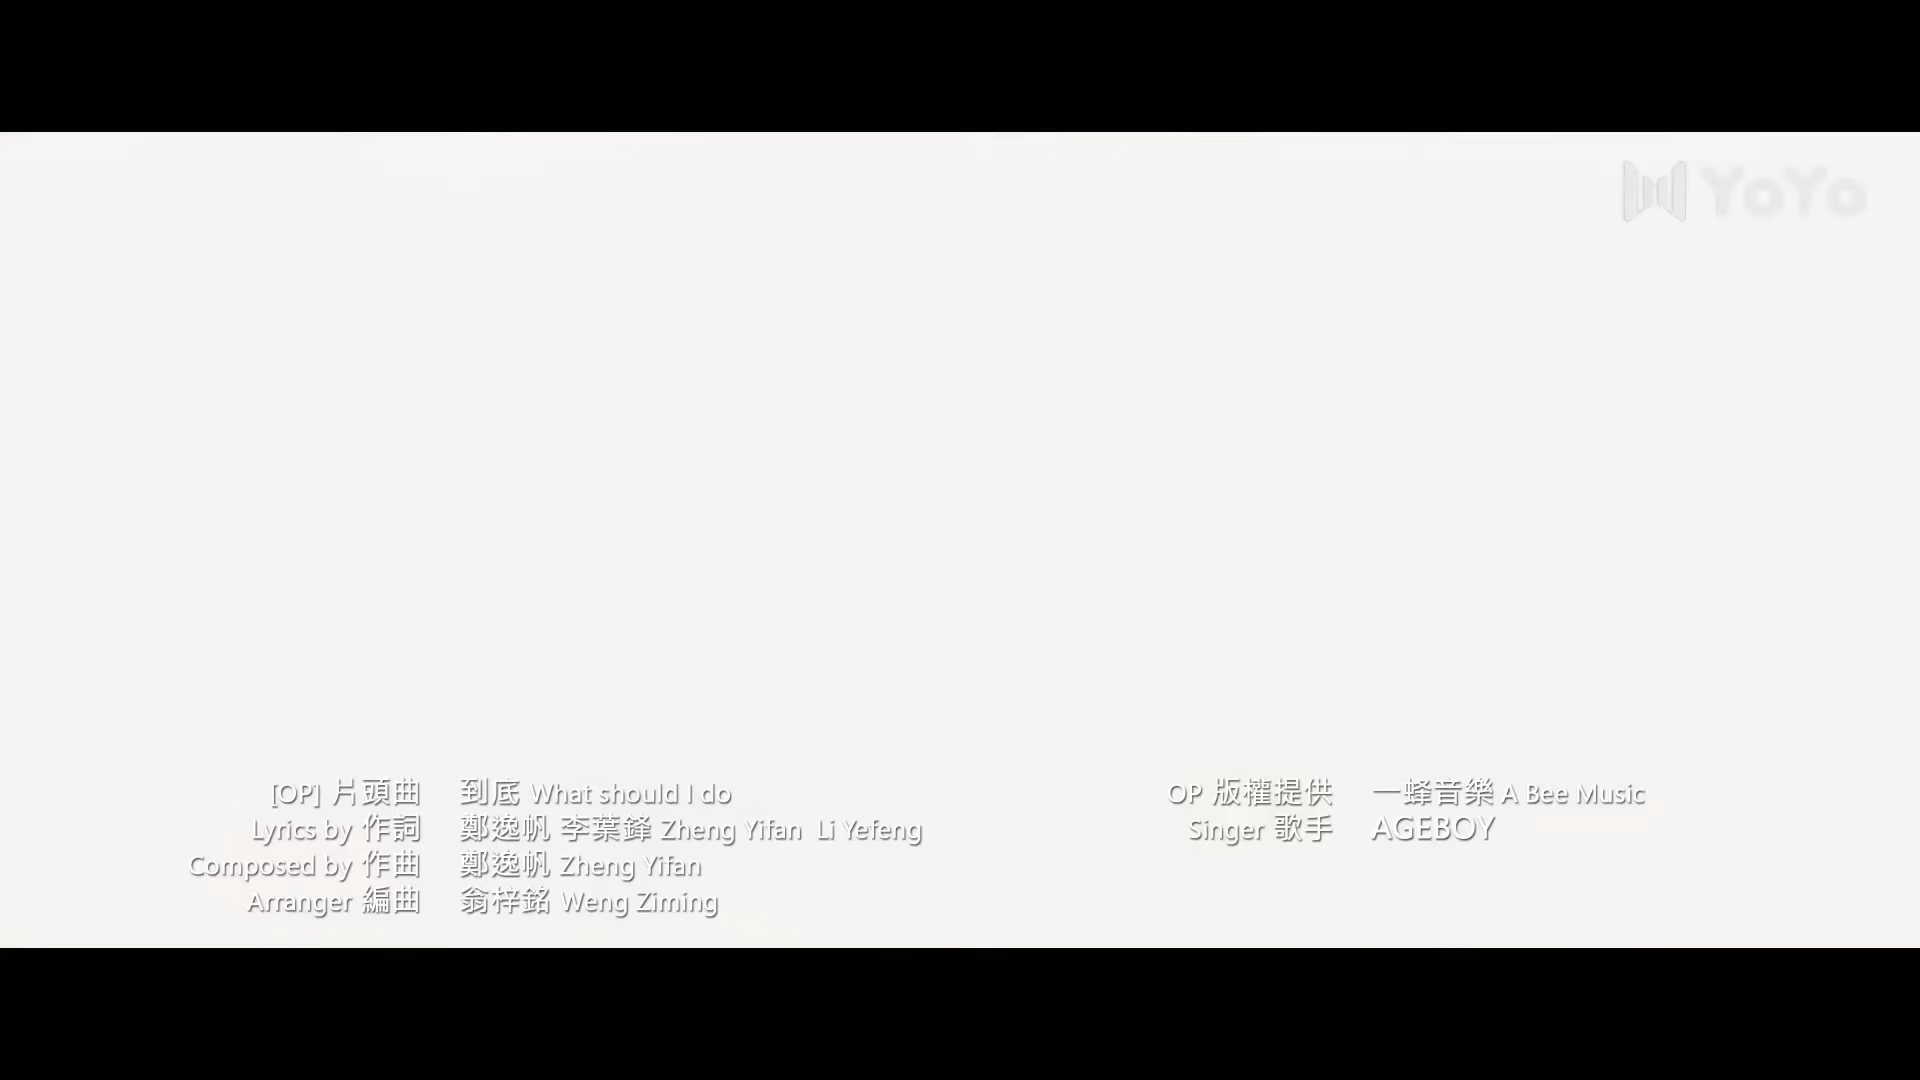 YoYo
[OP] 片頭曲 到底 What should I do
Lyrics by 作詞 鄭逸帆 李葉鋒 Zheng Yifan Li Yefeng
Composed by 作曲 鄭逸帆 Zheng Yifan
Arranger 編曲 翁梓銘 Weng Ziming
OP 版權提供 一蜂音樂 A Bee Music
Singer 歌手 AGEBOY